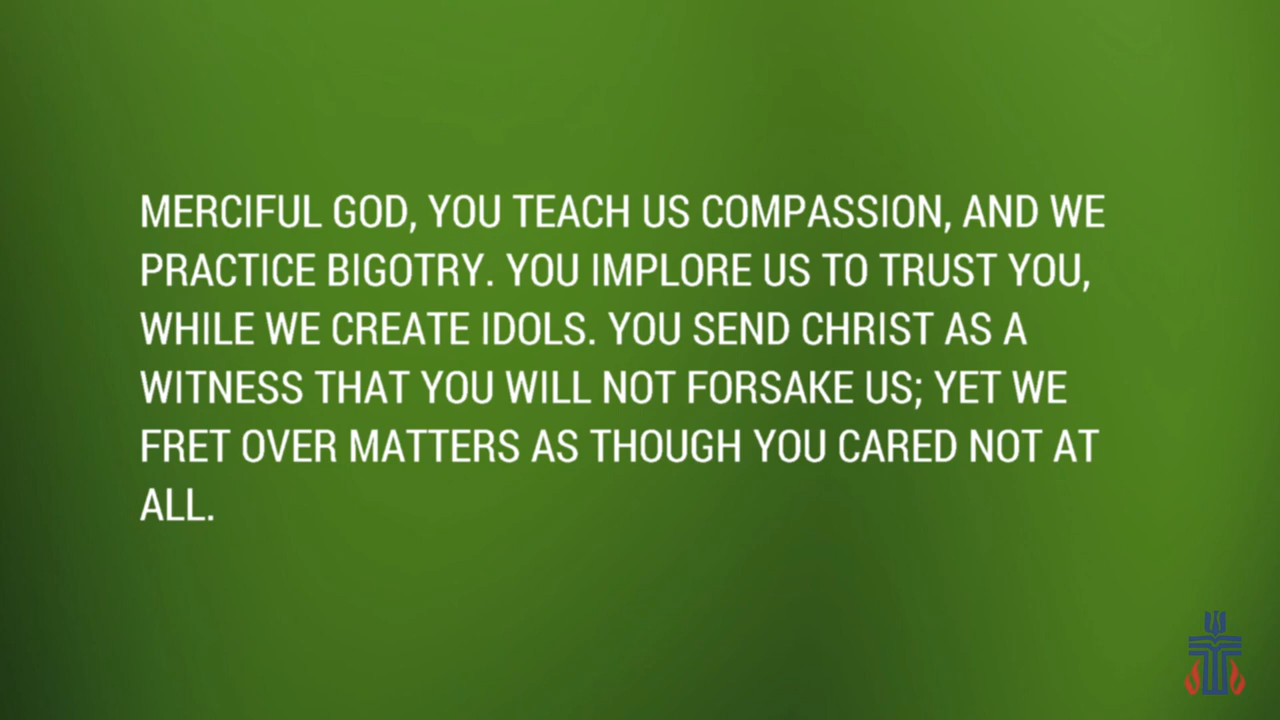 MERCIFUL GOD, YOU TEACH US COMPASSION, AND WE
PRACTICE BIGOTRY. YOU IMPLORE US TO TRUST YOU,
WHILE WE CREATE IDOLS. YOU SEND CHRIST AS A
WITNESS THAT YOU WILL NOT FORSAKE US; YET WE
FRET OVER MATTERS AS THOUGH YOU CARED NOT AT
ALL.